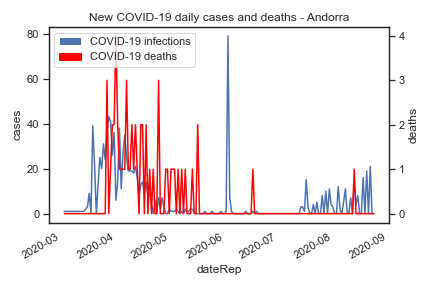 New COVID-19 daily cases and deaths - Andorra
COVID-19 infections
COVID-19 deaths
80
60
40
20
0
cases
4
3
2
1
0
deaths
2020-03
2020-04
2020-05
2020-06
2020-07
2020-08
2020-09
dateRep